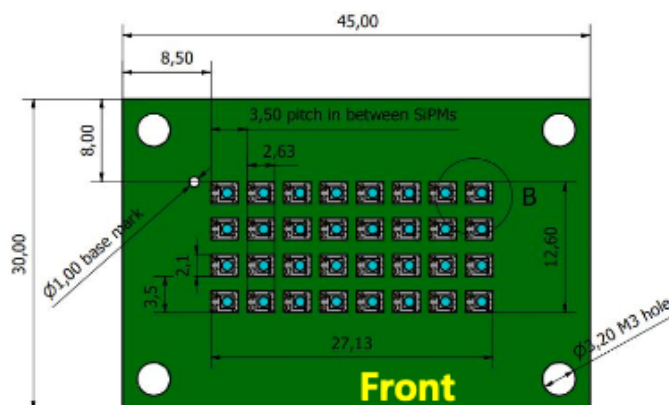 45,00
8,50
3,50 pitch in between SiPMs
8,00
2,63
B
Ø1,00 base mark
30,00
2,1
12,60
3,5
27,13
Ø3,20 M3 hole
Front